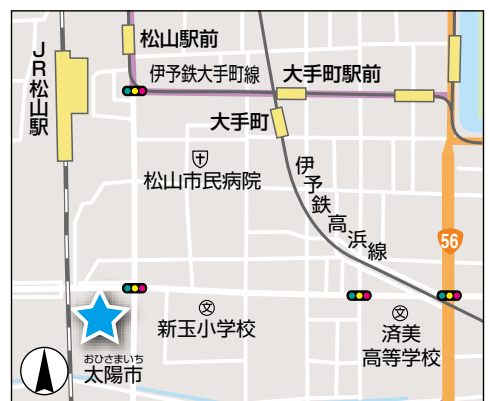 JR松山駅
松山駅前
伊予鉄大手町線
大手町駅前
大手町
松山市民病院
伊予鉄高浜線
56
文
新玉小学校
文
済美
高等学校
おひさまいち
太陽市